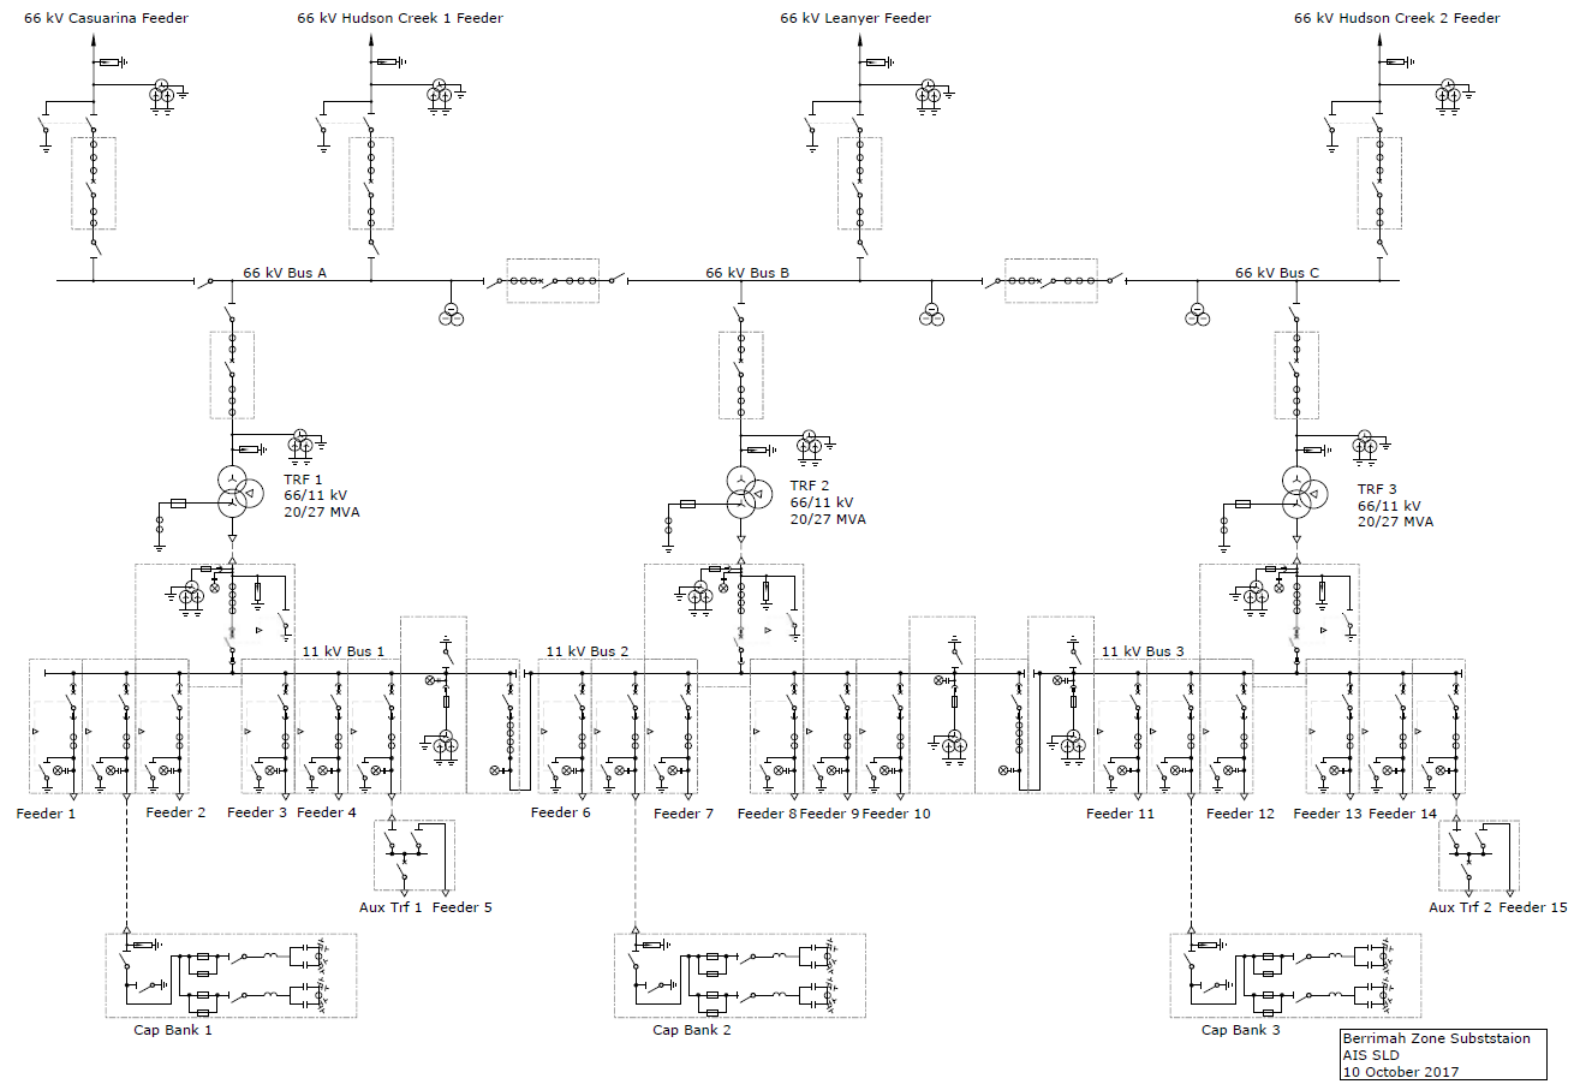 66 kV Casuarina Feeder
66 kV Hudson Creek 1 Feeder
66 kV Leanyer Feeder
66 kV Hudson Creek 2 Feeder
66 kV Bus A
66 kV Bus B
66 kV Bus C
TRF 1
66/11 kV
20/27 MVA
TRF 2
66/11 kV
20/27 MVA
TRF 3
66/11 kV
20/27 MVA
11 kV Bus 1
11 kV Bus 2
11 kV Bus 3
Feeder 1
Feeder 2
Feeder 3
Feeder 4
Feeder 6
Feeder 7
Feeder 8
Feeder 9
Feeder 10
Feeder 11
Feeder 12
Feeder 13
Feeder 14
Aux Trf 1
Feeder 5
Aux Trf 2
Feeder 15
Cap Bank 1
Cap Bank 2
Cap Bank 3
Berrimah Zone Subststaion
AIS SLD
10 October 2017